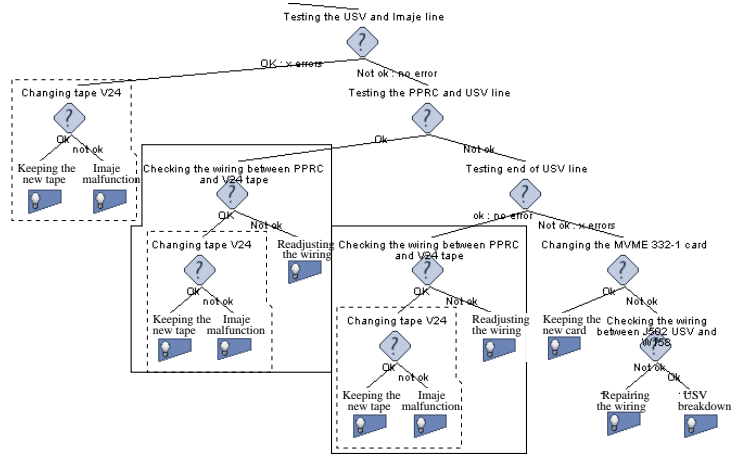 Testing the USV and Imaje line
?
OK : x errors
Not ok : no error
Changing tape V24
Testing the PPRC and USV line
?
?
Ok
not ok
Ok
Not ok
Keeping the
new tape
Imaje
malfunction
Checking the wiring between PPRC
and V24 tape
Testing end of USV line
?
?
OK
Not ok
ok : no error
Not ok : x errors
Changing tape V24
Readjusting
the wiring
Checking the wiring between PPRC
and V24 tape
Changing the MVME 332-1 card
?
?
?
Ok
not ok
OK
Not ok
Ok
Not ok
Keeping the
new tape
Imaje
malfunction
Changing tape V24
Readjusting
the wiring
Keeping the
new card
Checking the wiring
between J502 USV and
W158
?
?
Ok
not ok
Not ok
Ok
Keeping the
new tape
Imaje
malfunction
Repairing
the wiring
USV
breakdown